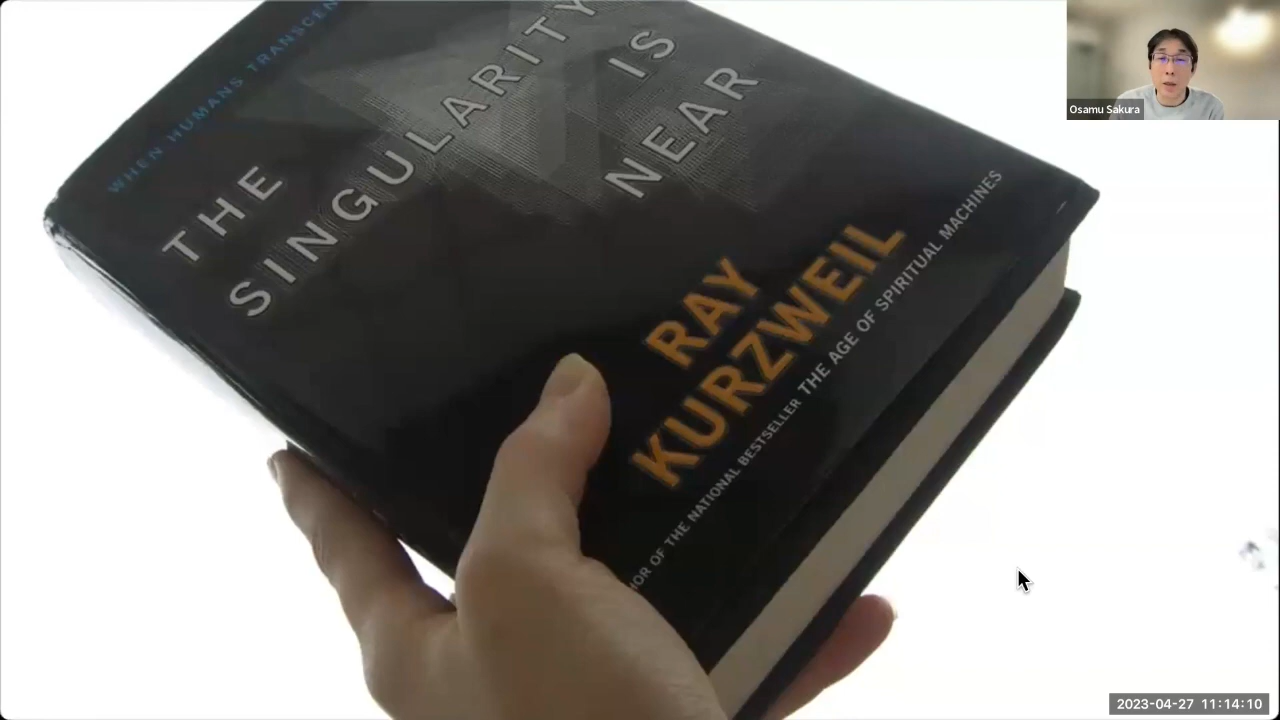 WHEN HUMANS TRANSCEN
THE
SINGULARITY
IS
NEAR
RAY
KURZWEIL
HOR OF THE NATIONAL BESTSELLER THE AGE OF SPIRITUAL MACHINES
Osamu Sakura
2023-04-27 11:14:10